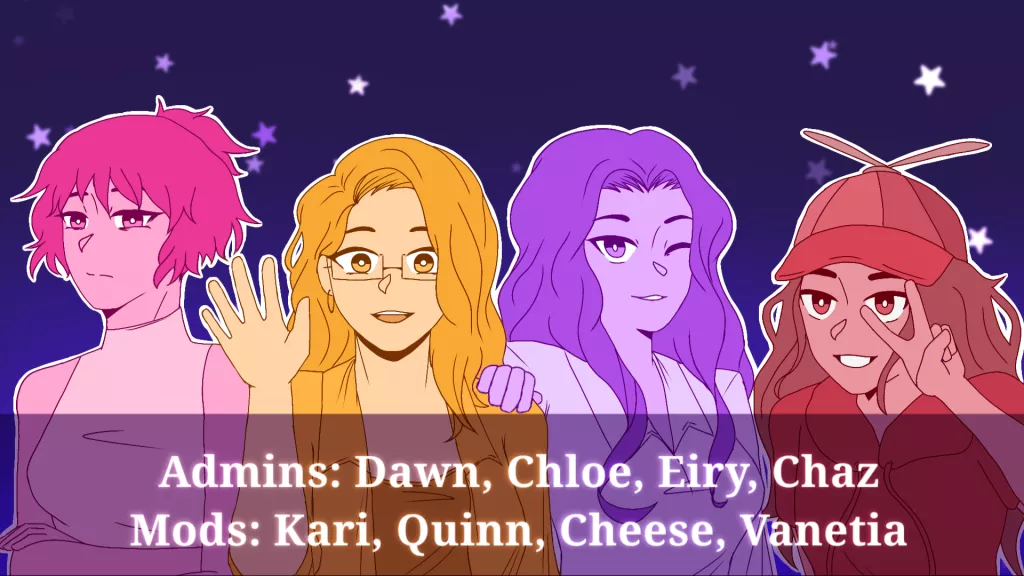 Admins: Dawn, Chloe, Eiry, Chaz
Mods: Kari, Quinn, Cheese, Vanetia